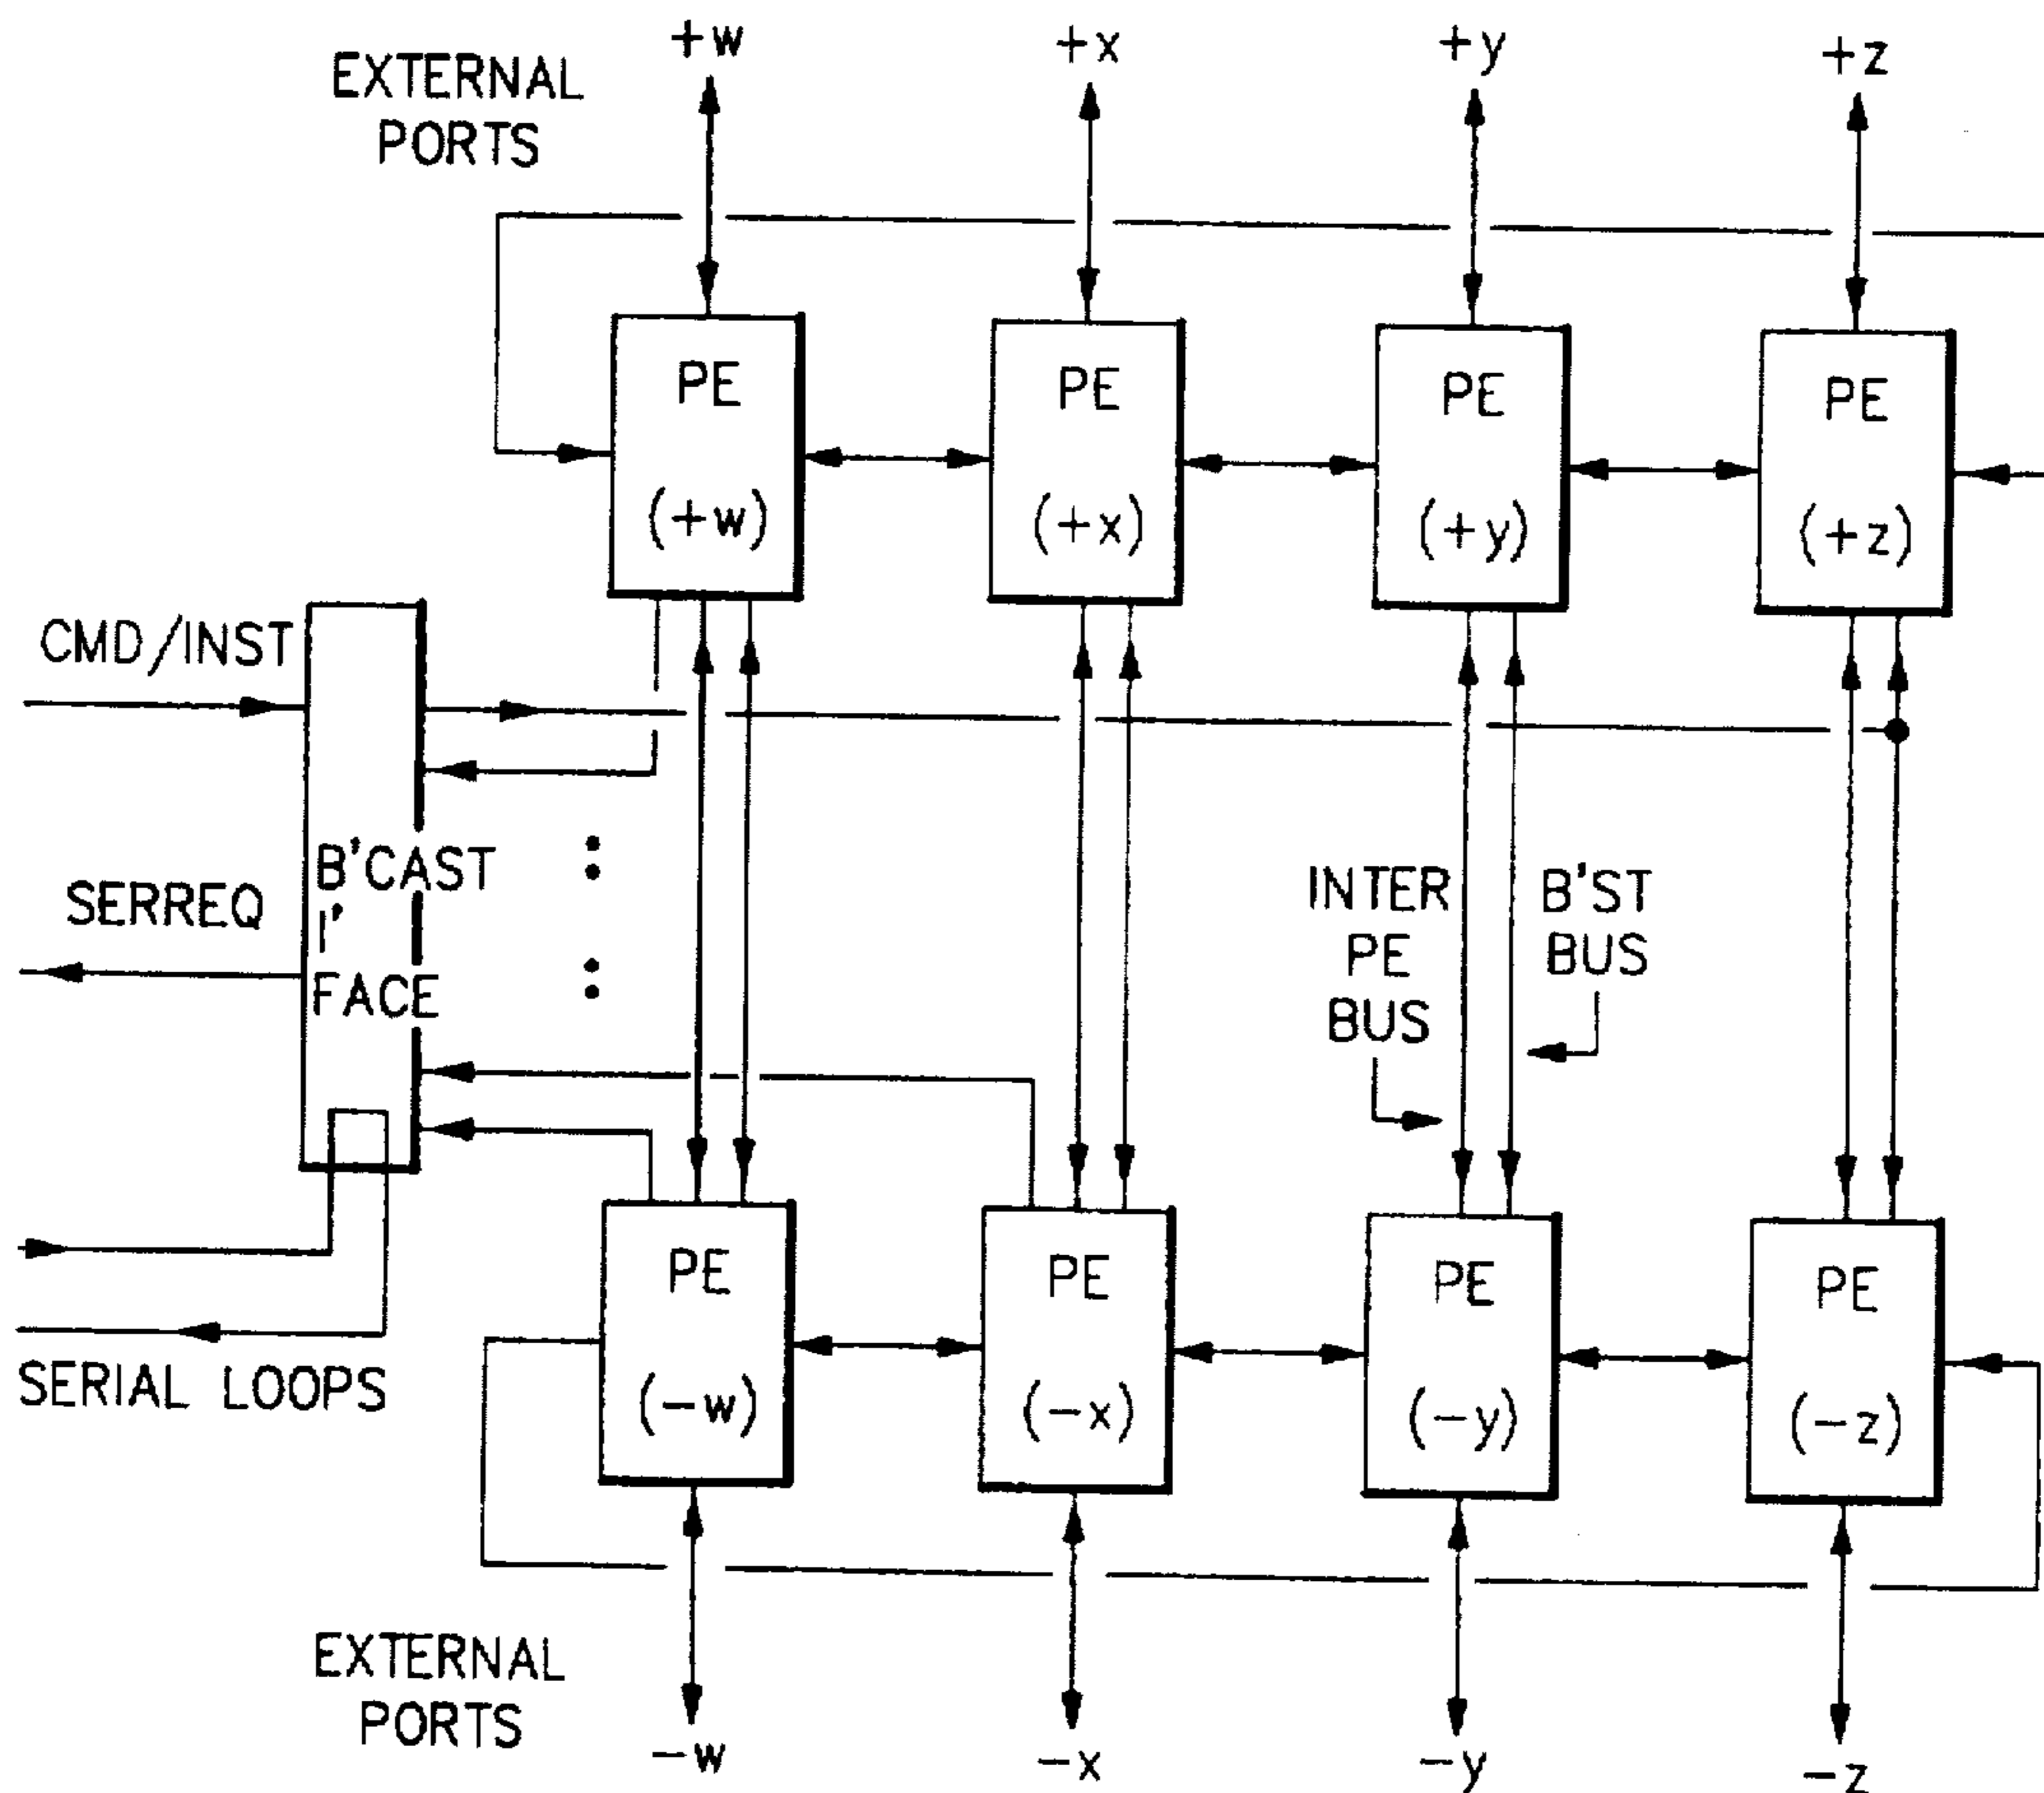 +w
+x
+y
+z
EXTERNAL
PORTS
PE
(+w)
PE
(+x)
PE
(+y)
PE
(+z)
CMD/INST
B'CAST
I'
FACE
SERREQ
INTER
PE
BUS
B'ST
BUS
SERIAL LOOPS
PE
(-w)
PE
(-x)
PE
(-y)
PE
(-z)
EXTERNAL
PORTS
-w
-x
-y
-z